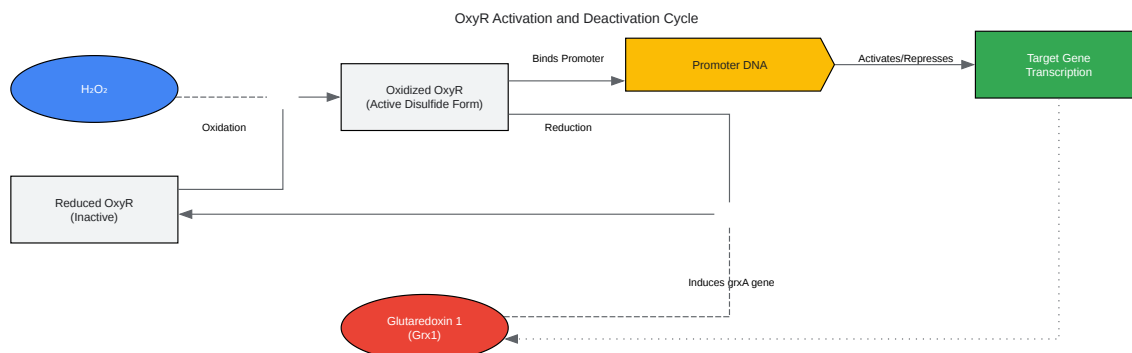 OxyR Activation and Deactivation Cycle
H₂O₂
Oxidation
Reduced OxyR
(Inactive)
Oxidized OxyR
(Active Disulfide Form)
Binds Promoter
Reduction
Promoter DNA
Activates/Represses
Target Gene
Transcription
Induces grxA gene
Glutaredoxin 1
(Grx1)